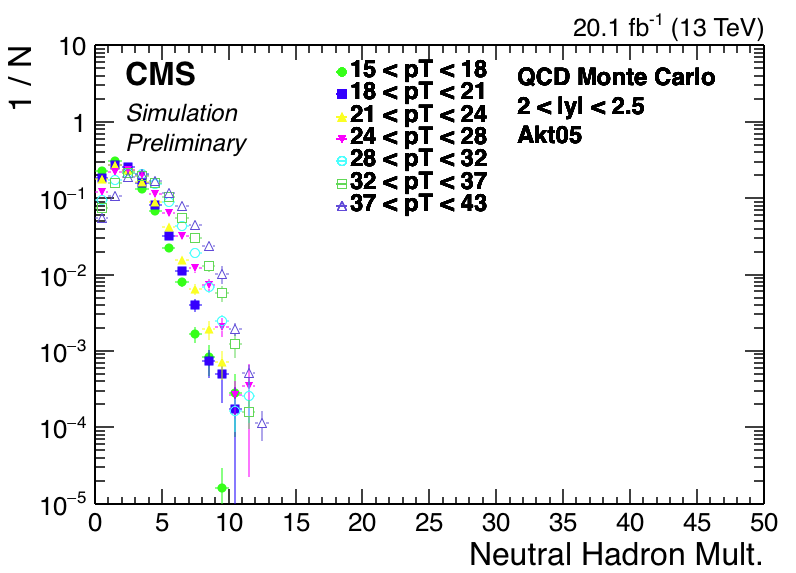 20.1 fb⁻¹ (13 TeV)
1 / N
10
1
10⁻¹
10⁻²
10⁻³
10⁻⁴
10⁻⁵
CMS
Simulation
Preliminary
15 < pT < 18
18 < pT < 21
21 < pT < 24
24 < pT < 28
28 < pT < 32
32 < pT < 37
37 < pT < 43
QCD Monte Carlo
2 < |y| < 2.5
Akt05
0 5 10 15 20 25 30 35 40 45 50
Neutral Hadron Mult.